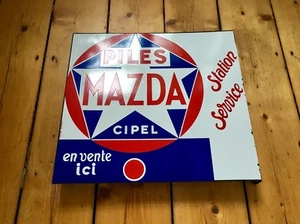 PILES
MAZDA
CIPEL
Station
Service
en vente
ici